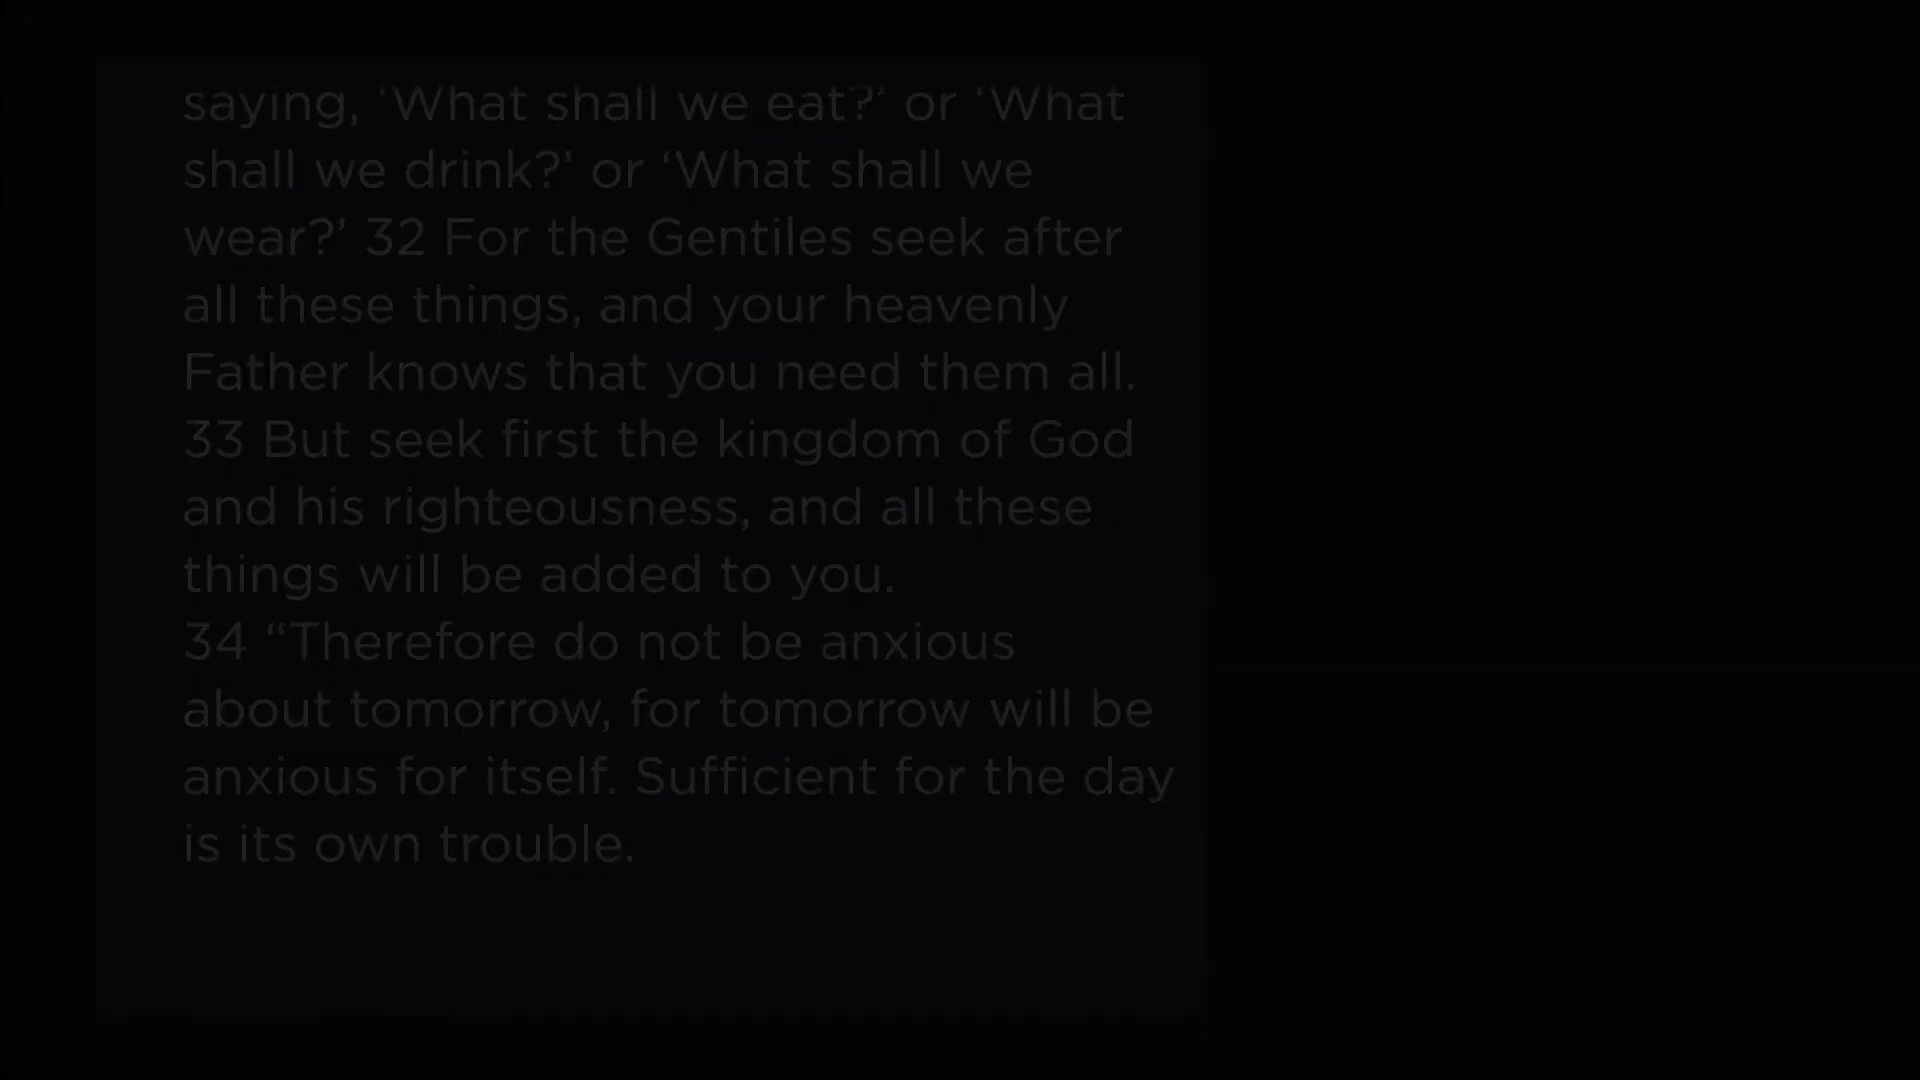 saying, ‘What shall we eat?’ or ‘What
shall we drink?’ or ‘What shall we
wear?’ 32 For the Gentiles seek after
all these things, and your heavenly
Father knows that you need them all.
33 But seek first the kingdom of God
and his righteousness, and all these
things will be added to you.
34 “Therefore do not be anxious
about tomorrow, for tomorrow will be
anxious for itself. Sufficient for the day
is its own trouble.